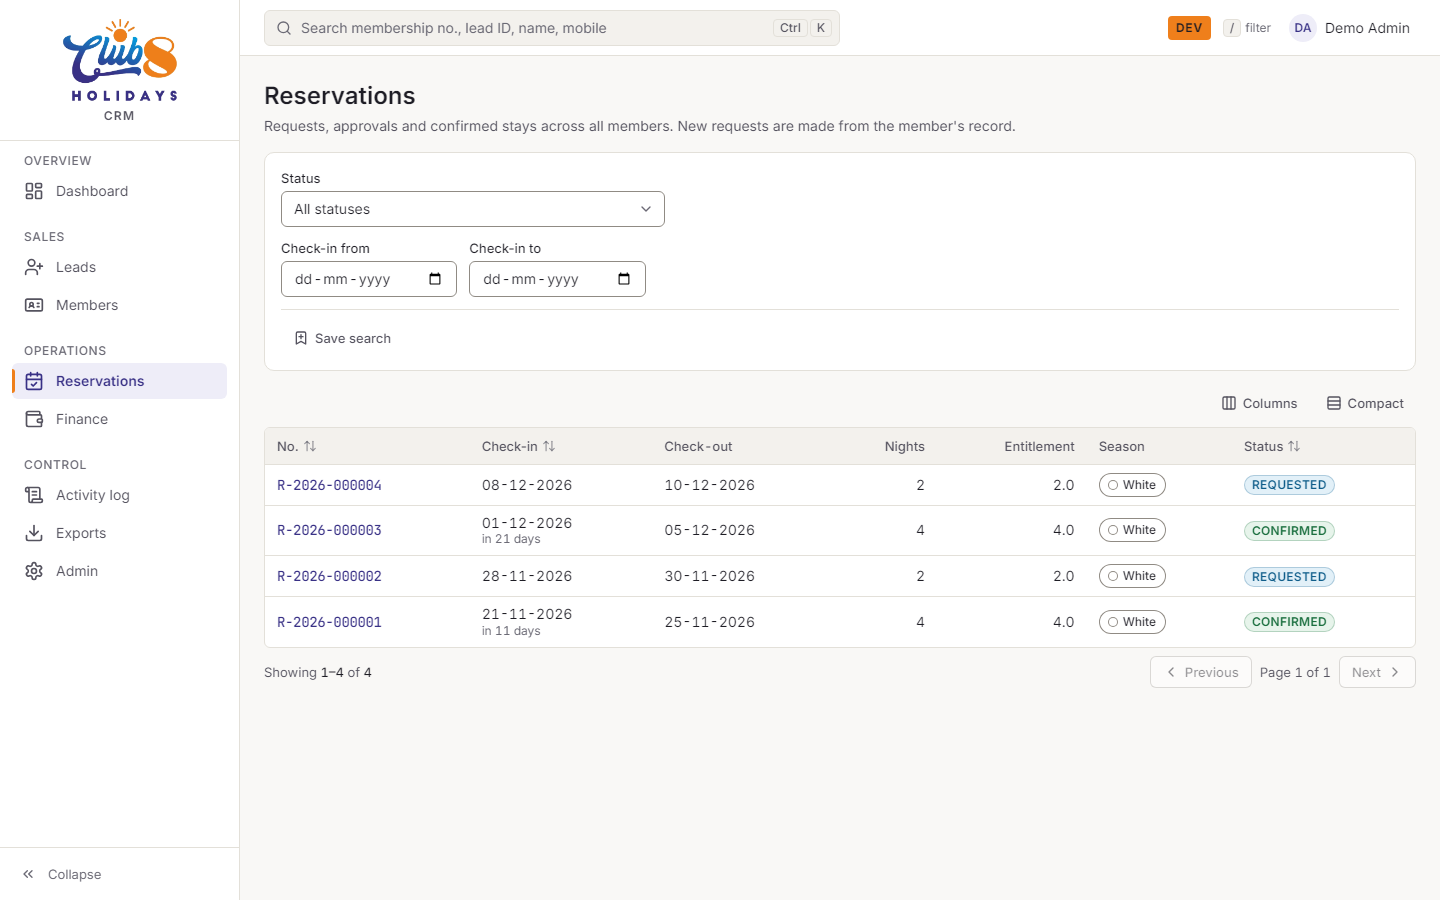 Club8
HOLIDAYS
CRM
Search membership no., lead ID, name, mobile
Ctrl K
DEV
/ filter
DA Demo Admin
OVERVIEW
Dashboard
SALES
Leads
Members
OPERATIONS
Reservations
Finance
CONTROL
Activity log
Exports
Admin
Collapse
Reservations
Requests, approvals and confirmed stays across all members. New requests are made from the member's record.
Status
All statuses
Check-in from Check-in to
dd-mm-yyyy dd-mm-yyyy
Save search
Columns Compact
No. Check-in Check-out Nights Entitlement Season Status
R-2026-000004 08-12-2026 10-12-2026 2 2.0 White REQUESTED
R-2026-000003 01-12-2026 05-12-2026 4 4.0 White CONFIRMED
in 21 days
R-2026-000002 28-11-2026 30-11-2026 2 2.0 White REQUESTED
R-2026-000001 21-11-2026 25-11-2026 4 4.0 White CONFIRMED
in 11 days
Showing 1–4 of 4 Previous Page 1 of 1 Next